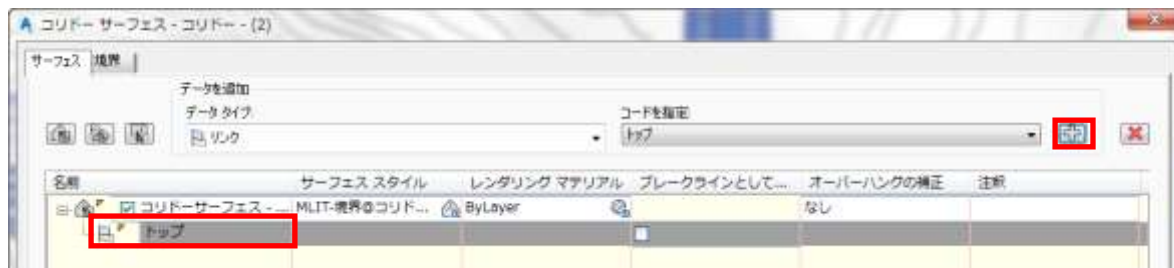 コリドー サーフェス - コリドー - (2)
サーフェス 境界
データを追加
データ タイプ コードを指定
リンク トップ
名前 サーフェス スタイル レンダリング マテリアル ブレークラインとして... オーバーハングの補正 注釈
コリドーサーフェス - ... MLIT-境界@コリド... ByLayer なし
トップ